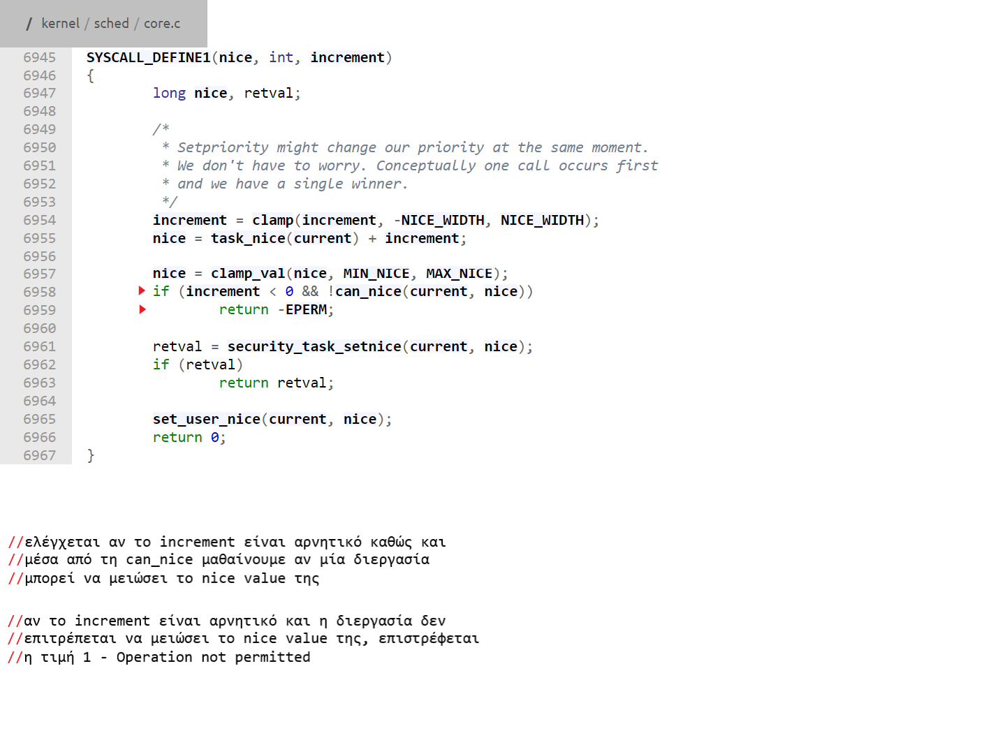 / kernel / sched / core.c
6945 SYSCALL_DEFINE1(nice, int, increment)
6946 {
6947         long nice, retval;
6948
6949         /*
6950          * Setpriority might change our priority at the same moment.
6951          * We don't have to worry. Conceptually one call occurs first
6952          * and we have a single winner.
6953          */
6954         increment = clamp(increment, -NICE_WIDTH, NICE_WIDTH);
6955         nice = task_nice(current) + increment;
6956
6957         nice = clamp_val(nice, MIN_NICE, MAX_NICE);
6958         if (increment < 0 && !can_nice(current, nice))
6959                 return -EPERM;
6960
6961         retval = security_task_setnice(current, nice);
6962         if (retval)
6963                 return retval;
6964
6965         set_user_nice(current, nice);
6966         return 0;
6967 }
//ελέγχεται αν το increment είναι αρνητικό καθώς και
//μέσα από τη can_nice μαθαίνουμε αν μία διεργασία
//μπορεί να μειώσει το nice value της
//αν το increment είναι αρνητικό και η διεργασία δεν
//επιτρέπεται να μειώσει το nice value της, επιστρέφεται
//η τιμή 1 - Operation not permitted